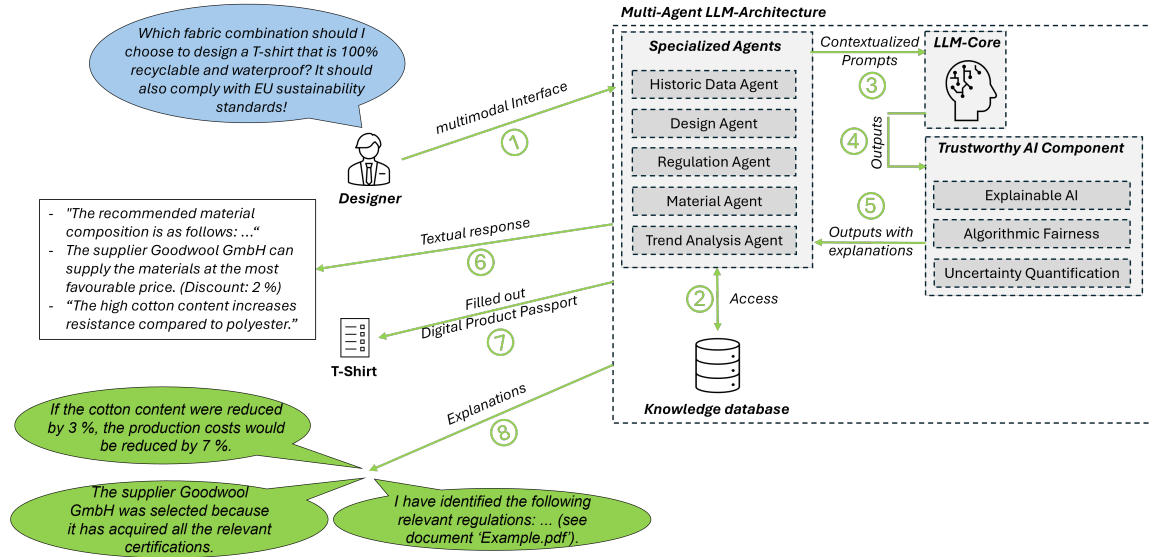 Multi-Agent LLM-Architecture
Which fabric combination should I
choose to design a T-shirt that is 100%
recyclable and waterproof? It should
also comply with EU sustainability
standards!
Designer
multimodal Interface
1
Specialized Agents
Historic Data Agent
Design Agent
Regulation Agent
Material Agent
Trend Analysis Agent
Contextualized
Prompts
3
LLM-Core
4
Outputs
Trustworthy AI Component
Explainable AI
Algorithmic Fairness
Uncertainty Quantification
5
Outputs with
explanations
2
Access
Knowledge database
- "The recommended material
composition is as follows: ...“
- The supplier Goodwool GmbH can
supply the materials at the most
favourable price. (Discount: 2 %)
- “The high cotton content increases
resistance compared to polyester.”
Textual response
6
Filled out
Digital Product Passport
7
T-Shirt
Explanations
8
If the cotton content were reduced
by 3 %, the production costs would
be reduced by 7 %.
The supplier Goodwool
GmbH was selected because
it has acquired all the relevant
certifications.
I have identified the following
relevant regulations: ... (see
document ‘Example.pdf’).